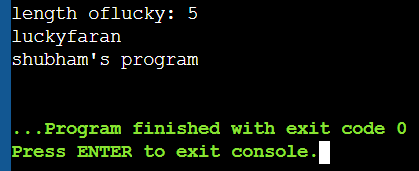 length oflucky: 5
luckyfaran
shubham's program
...Program finished with exit code 0
Press ENTER to exit console.